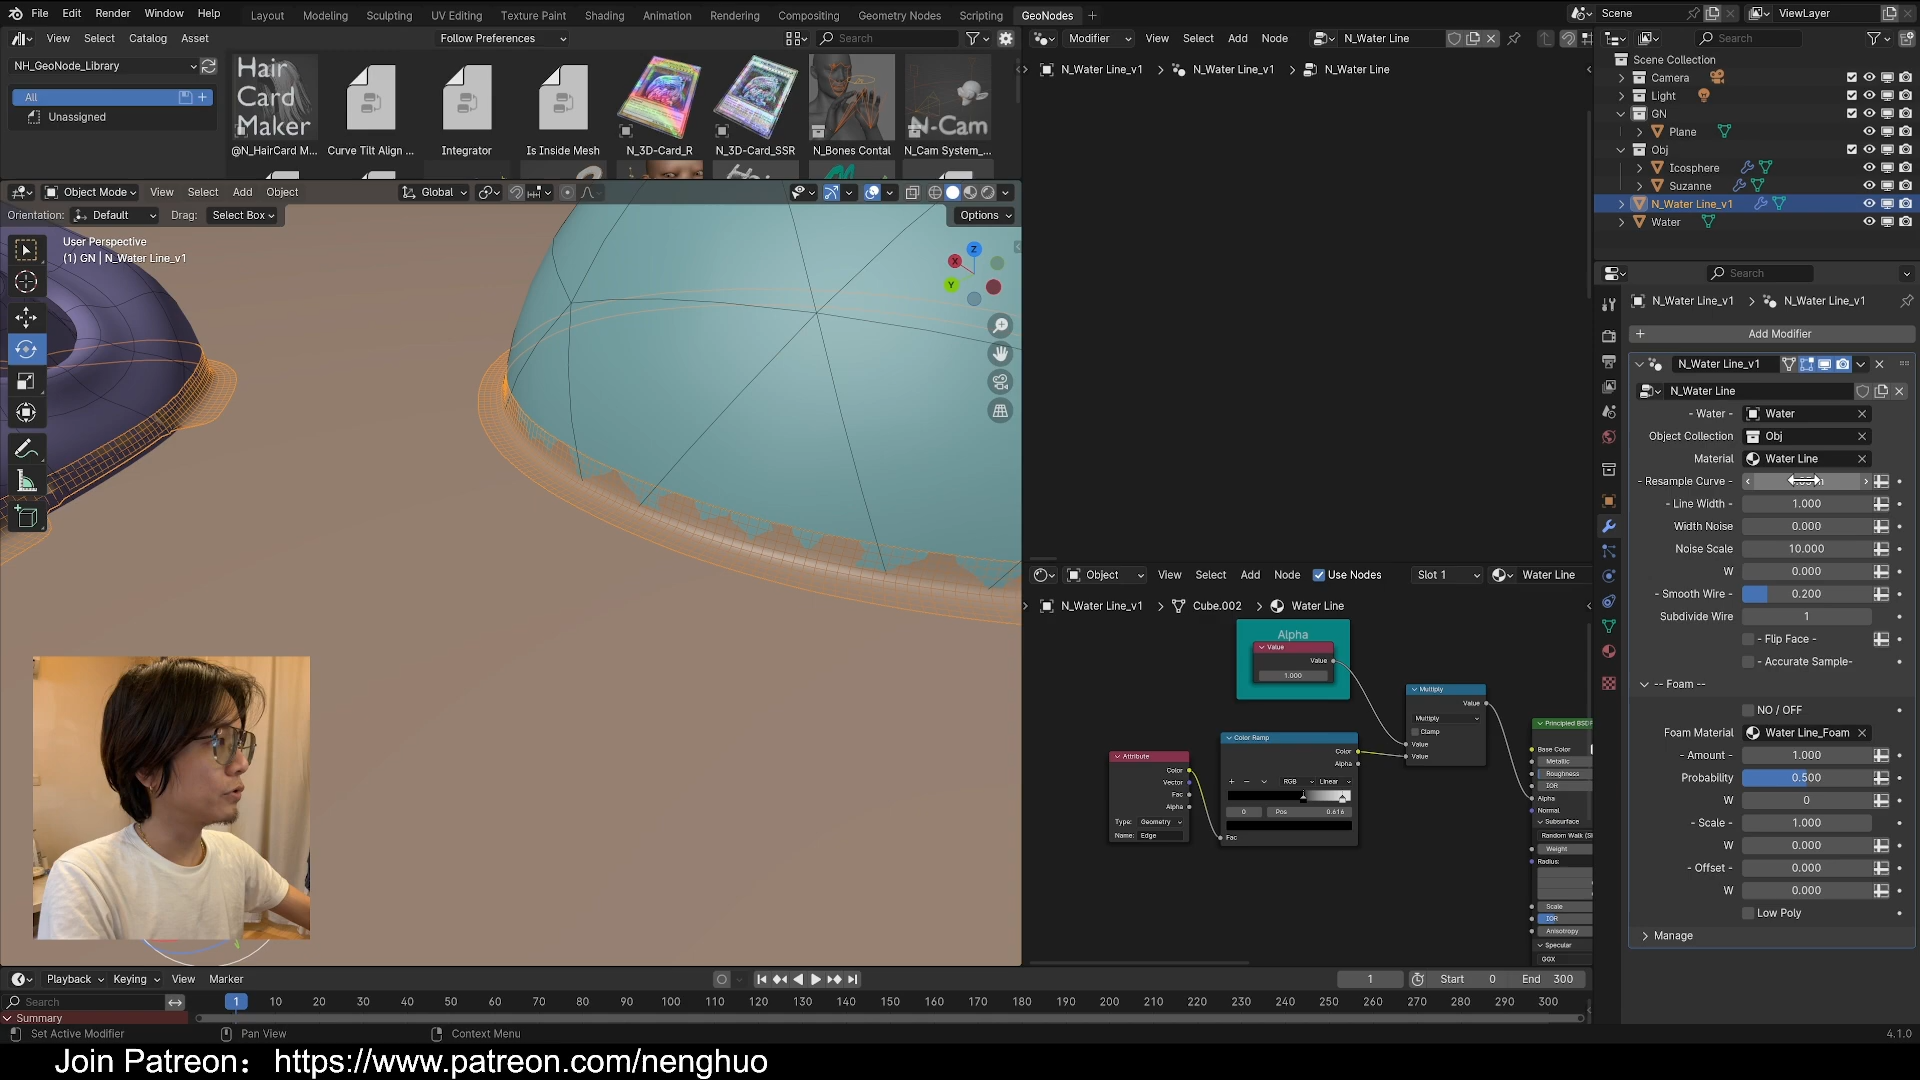 File Edit Render Window Help Layout Modeling Sculpting UV Editing Texture Paint Shading Animation Rendering Compositing Geometry Nodes Scripting GeoNodes + Scene ViewLayer
View Select Catalog Asset Follow Preferences Search
NH_GeoNode_Library
All
Unassigned
Hair Card Maker
@N_HairCard M... Curve Tilt Align ... Integrator Is Inside Mesh N_3D-Card_R N_3D-Card_SSR N_Bones Contal N_Cam System_...
N-Cam
Object Mode View Select Add Object Global
Orientation: Default Drag: Select Box Options
User Perspective
(1) GN | N_Water Line_v1
Z
X
Y
Modifier View Select Add Node N_Water Line
N_Water Line_v1 > N_Water Line_v1 > N_Water Line
Object View Select Add Node Use Nodes Slot 1 Water Line
N_Water Line_v1 > Cube.002 > Water Line
Alpha
Value
Value
1.000
Multiply
Value
Multiply
Clamp
Value
Value
Attribute
Color
Vector
Fac
Alpha
Type: Geometry
Name: Edge
Color Ramp
Color
Alpha
RGB Linear
0 Pos 0.616
Fac
Principled BSDF
Base Color
Metallic
Roughness
IOR
Alpha
Normal
Subsurface
Random Walk (S
Weight
Radius:
Scale
IOR
Anisotropy
Specular
GGX
Search
Scene Collection
Camera
Light
GN
Plane
Obj
Icosphere
Suzanne
N_Water Line_v1
Water
Search
N_Water Line_v1 > N_Water Line_v1
+ Add Modifier
N_Water Line_v1
N_Water Line
- Water - Water
Object Collection Obj
Material Water Line
- Resample Curve -
- Line Width - 1.000
Width Noise 0.000
Noise Scale 10.000
W 0.000
- Smooth Wire - 0.200
Subdivide Wire 1
- Flip Face -
- Accurate Sample-
-- Foam --
NO / OFF
Foam Material Water Line_Foam
- Amount - 1.000
Probability 0.500
W 0
- Scale - 1.000
W 0.000
- Offset - 0.000
W 0.000
Low Poly
Manage
Playback Keying View Marker 1 Start 0 End 300
Search 1 10 20 30 40 50 60 70 80 90 100 110 120 130 140 150 160 170 180 190 200 210 220 230 240 250 260 270 280 290 300
Summary
Set Active Modifier Pan View Context Menu 4.1.0
Join Patreon： https://www.patreon.com/nenghuo